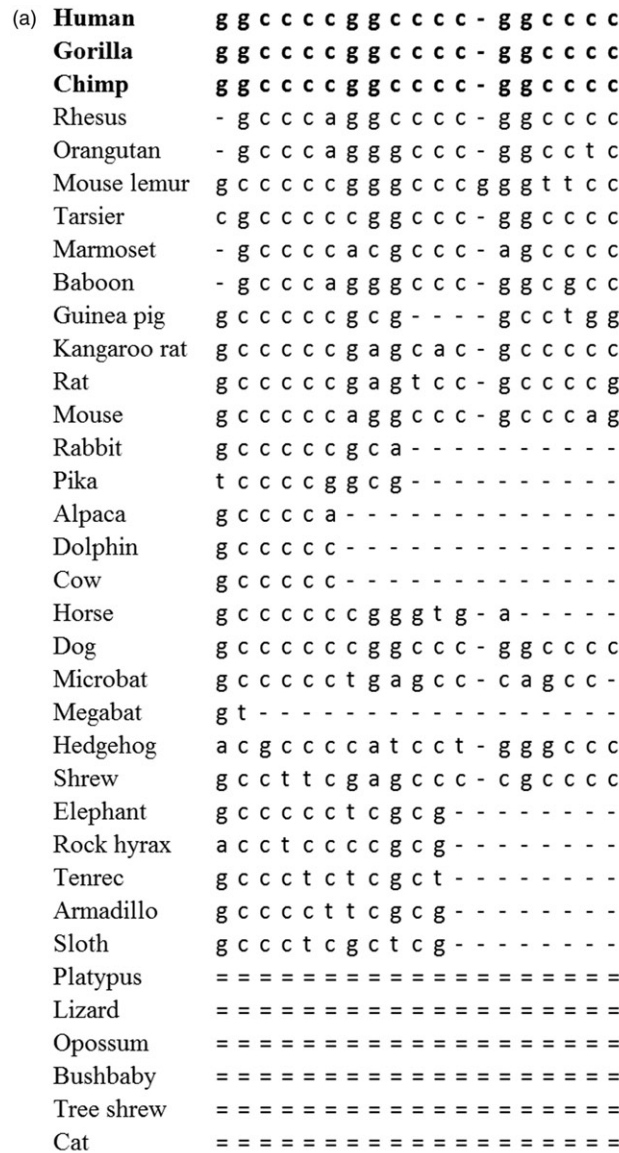 (a) Human g g c c c c g g c c c c - g g c c c c
Gorilla g g c c c c g g c c c c - g g c c c c
Chimp g g c c c c g g c c c c - g g c c c c
Rhesus - g c c c a g g c c c c - g g c c c c
Orangutan - g c c c a g g g c c c - g g c c t c
Mouse lemur g c c c c c g g g c c c g g g t t c c
Tarsier c g c c c c c g g c c c - g g c c c c
Marmoset - g c c c c a c g c c c - a g c c c c
Baboon - g c c c a g g g c c c - g g c g c c
Guinea pig g c c c c c g c g - - - - g c c t g g
Kangaroo rat g c c c c c g a g c a c - g c c c c c
Rat g c c c c c g a g t c c - g c c c c g
Mouse g c c c c c a g g c c c - g c c c a g
Rabbit g c c c c c g c a - - - - - - - - - -
Pika t c c c c g g c g - - - - - - - - - -
Alpaca g c c c c a - - - - - - - - - - - - -
Dolphin g c c c c c - - - - - - - - - - - - -
Cow g c c c c c - - - - - - - - - - - - -
Horse g c c c c c c g g g t g - a - - - - -
Dog g c c c c c c g g c c c - g g c c c c
Microbat g c c c c c t g a g c c - c a g c c -
Megabat g t - - - - - - - - - - - - - - - - -
Hedgehog a c g c c c c a t c c t - g g g c c c
Shrew g c c t t c g a g c c c - c g c c c c
Elephant g c c c c c t c g c g - - - - - - - -
Rock hyrax a c c t c c c c g c g - - - - - - - -
Tenrec g c c c t c t c g c t - - - - - - - -
Armadillo g c c c c t t c g c g - - - - - - - -
Sloth g c c c t c g c t c g - - - - - - - -
Platypus = = = = = = = = = = = = = = = = = = =
Lizard = = = = = = = = = = = = = = = = = = =
Opossum = = = = = = = = = = = = = = = = = = =
Bushbaby = = = = = = = = = = = = = = = = = = =
Tree shrew = = = = = = = = = = = = = = = = = = =
Cat = = = = = = = = = = = = = = = = = = =